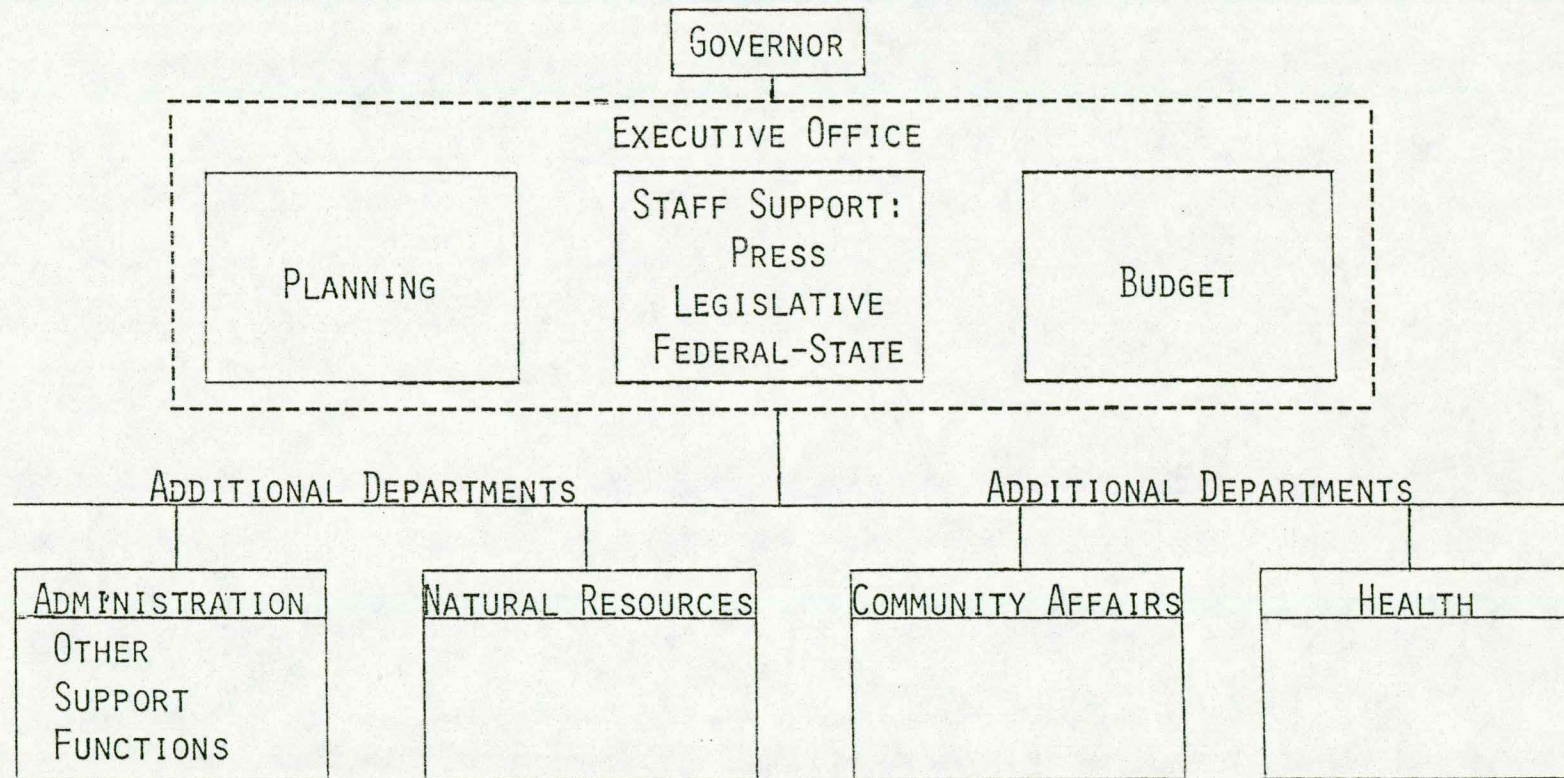 GOVERNOR
EXECUTIVE OFFICE
PLANNING
STAFF SUPPORT:
PRESS
LEGISLATIVE
FEDERAL-STATE
BUDGET
ADDITIONAL DEPARTMENTS
ADDITIONAL DEPARTMENTS
ADMINISTRATION
OTHER
SUPPORT
FUNCTIONS
NATURAL RESOURCES
COMMUNITY AFFAIRS
HEALTH